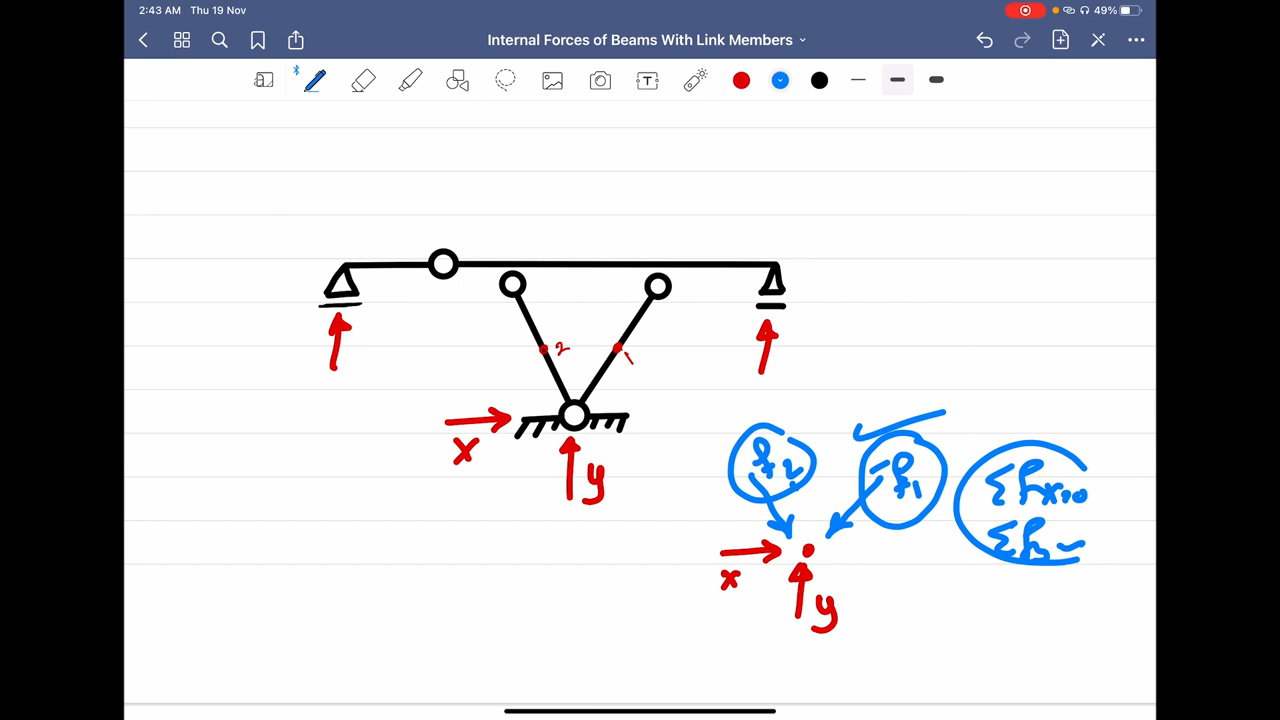 2:43 AM Thu 19 Nov
49%
Internal Forces of Beams With Link Members
T
2
1
x
y
f2
f1
Σfx=0
x
y